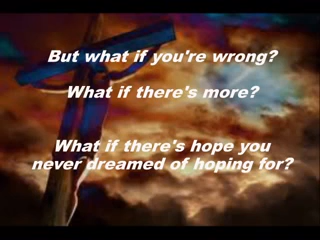 But what if you're wrong?
What if there's more?
What if there's hope you
never dreamed of hoping for?